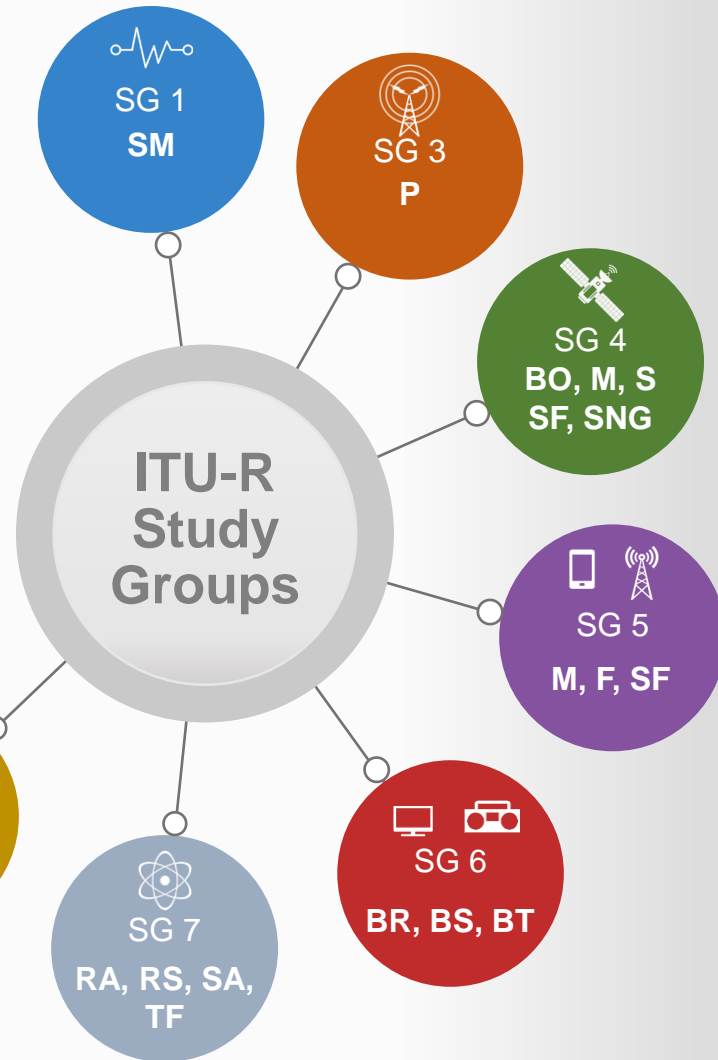 SG 1
SM
SG 3
P
SG 4
BO, M, S
SF, SNG
ITU-R
Study
Groups
SG 5
M, F, SF
SG 6
BR, BS, BT
SG 7
RA, RS, SA,
TF